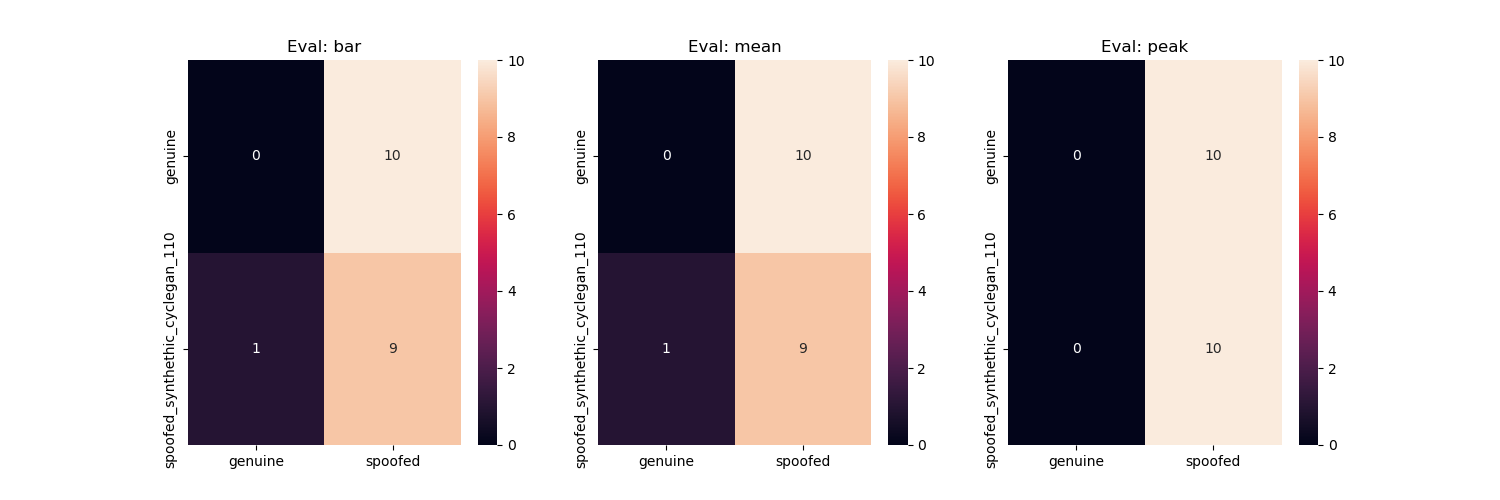 Eval: bar
genuine
spoofed_synthethic_cyclegan_110
0
10
1
9
genuine
spoofed
10
8
6
4
2
0
Eval: mean
genuine
spoofed_synthethic_cyclegan_110
0
10
1
9
genuine
spoofed
10
8
6
4
2
0
Eval: peak
genuine
spoofed_synthethic_cyclegan_110
0
10
0
10
genuine
spoofed
10
8
6
4
2
0